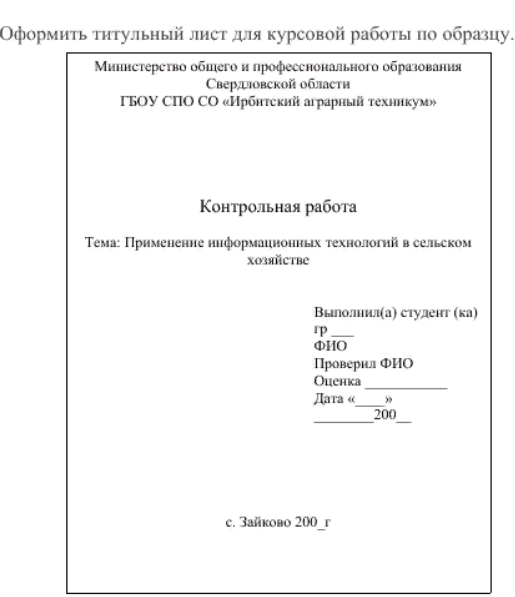 Оформить титульный лист для курсовой работы по образцу.
Министерство общего и профессионального образования
Свердловской области
ГБОУ СПО СО «Ирбитский аграрный техникум»
Контрольная работа
Тема: Применение информационных технологий в сельском
хозяйстве
Выполнил(а) студент (ка)
гр ___
ФИО
Проверил ФИО
Оценка ___________
Дата «____»
________200__
с. Зайково 200_г